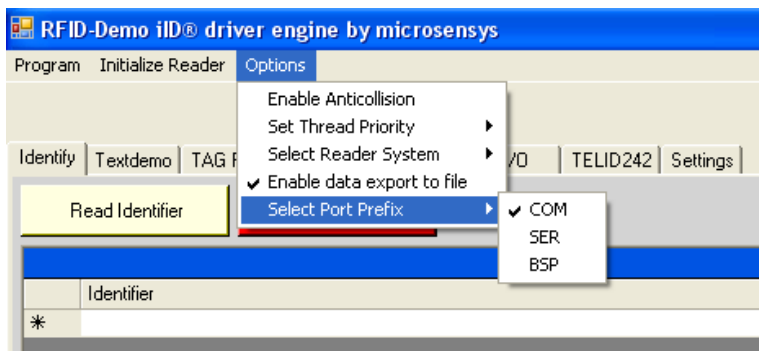 RFID-Demo iID® driver engine by microsensys
Program Initialize Reader Options
Enable Anticollision
Set Thread Priority
Select Reader System
Enable data export to file
Select Port Prefix
COM
SER
BSP
Identify Textdemo TAG /O TELID242 Settings
Read Identifier
Identifier